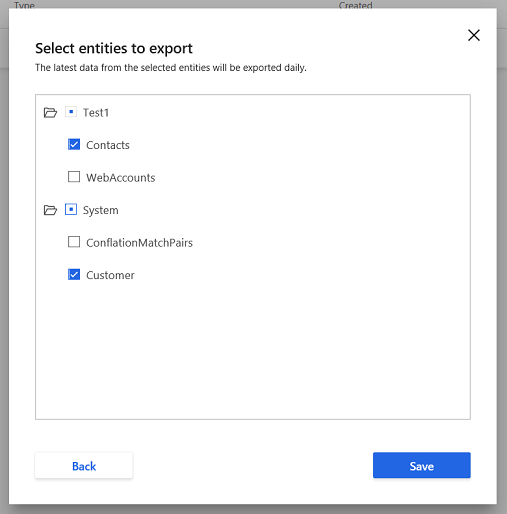 Type Created
Select entities to export
The latest data from the selected entities will be exported daily.
Test1
Contacts
WebAccounts
System
ConflationMatchPairs
Customer
Back Save